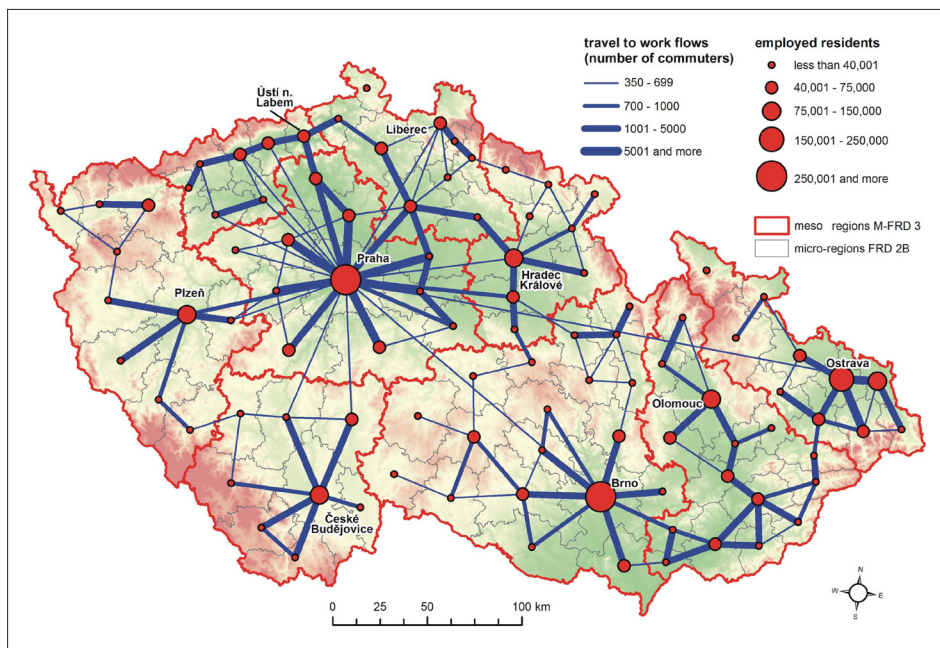 travel to work flows
(number of commuters)
350 - 699
700 - 1000
1001 - 5000
5001 and more
employed residents
less than 40,001
40,001 - 75,000
75,001 - 150,000
150,001 - 250,000
250,001 and more
meso regions M-FRD 3
micro-regions FRD 2B
Ústí n.
Labem
Liberec
Praha
Hradec
Králové
Plzeň
Ostrava
Olomouc
Brno
České
Budějovice
0 25 50 100 km
N
W E
S